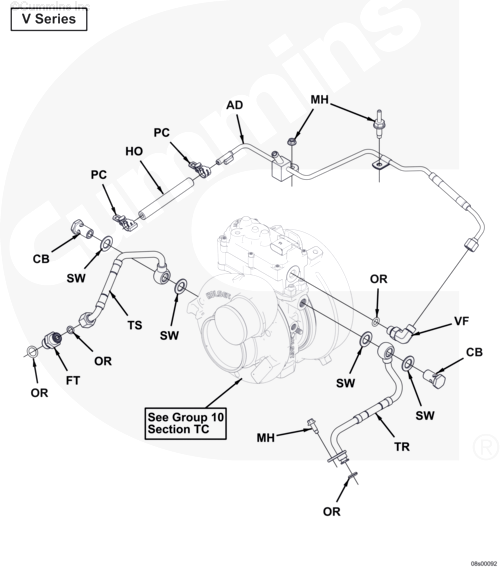 ©Cummins Inc.
V Series
MH
AD
PC
HO
PC
CB
SW
OR
SW
TS
VF
OR
CB
OR
FT
SW
SW
See Group 10
Section TC
MH
TR
OR
Cummins
®
08s00092